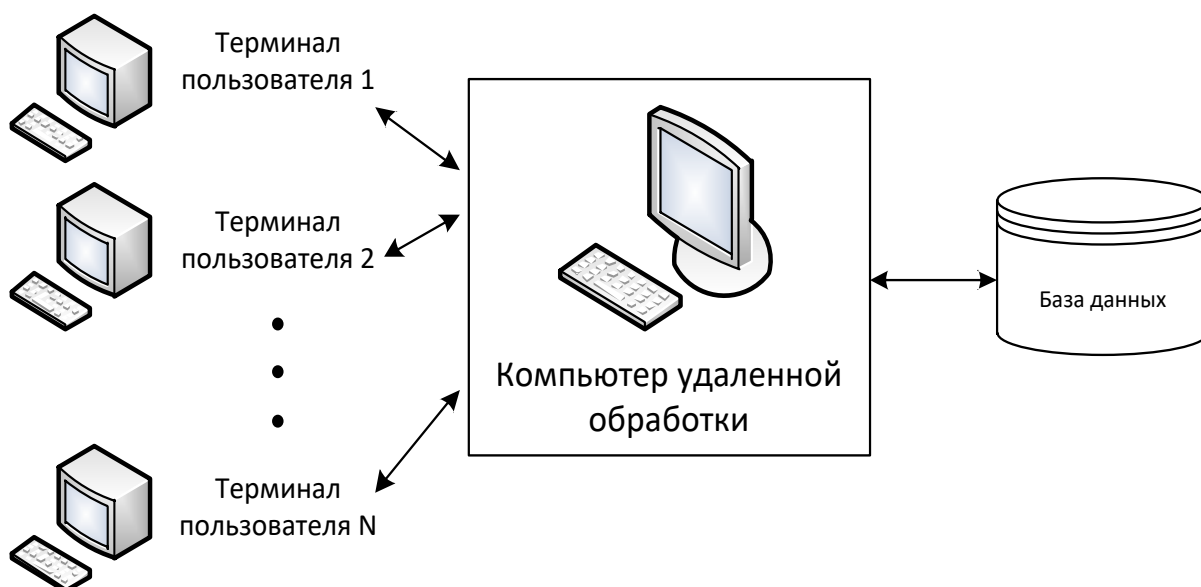 Терминал
пользователя 1
Терминал
пользователя 2
Терминал
пользователя N
Компьютер удаленной
обработки
База данных